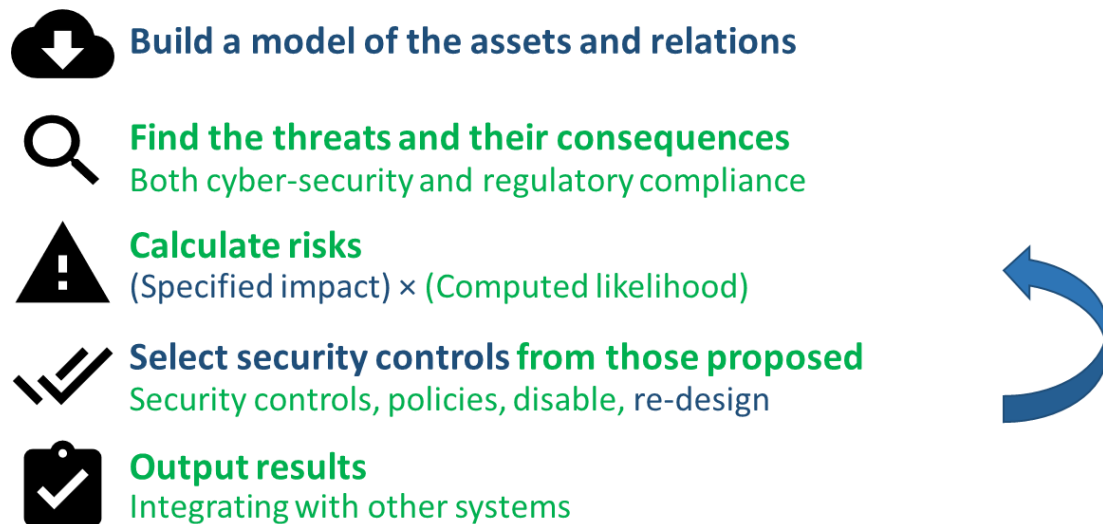 Build a model of the assets and relations
Find the threats and their consequences
Both cyber-security and regulatory compliance
Calculate risks
(Specified impact) × (Computed likelihood)
Select security controls from those proposed
Security controls, policies, disable, re-design
Output results
Integrating with other systems